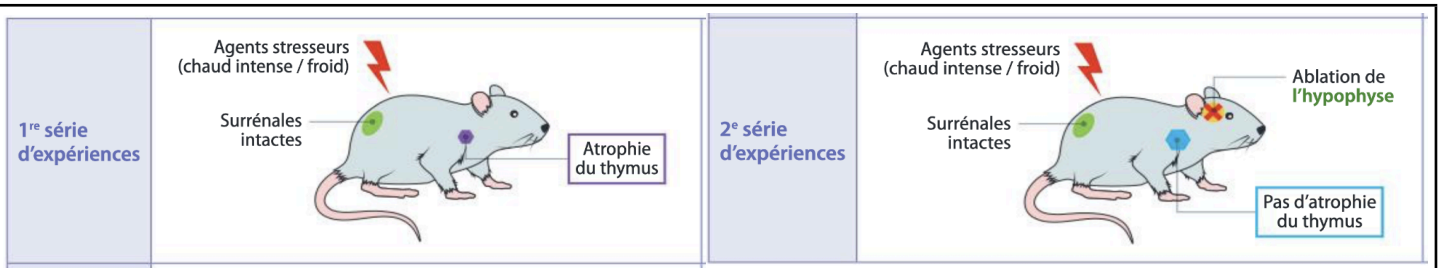 1re série
d'expériences
Agents stresseurs
(chaud intense / froid)
Surrénales
intactes
Atrophie
du thymus
2e série
d'expériences
Agents stresseurs
(chaud intense / froid)
Surrénales
intactes
Ablation de
l'hypophyse
Pas d'atrophie
du thymus